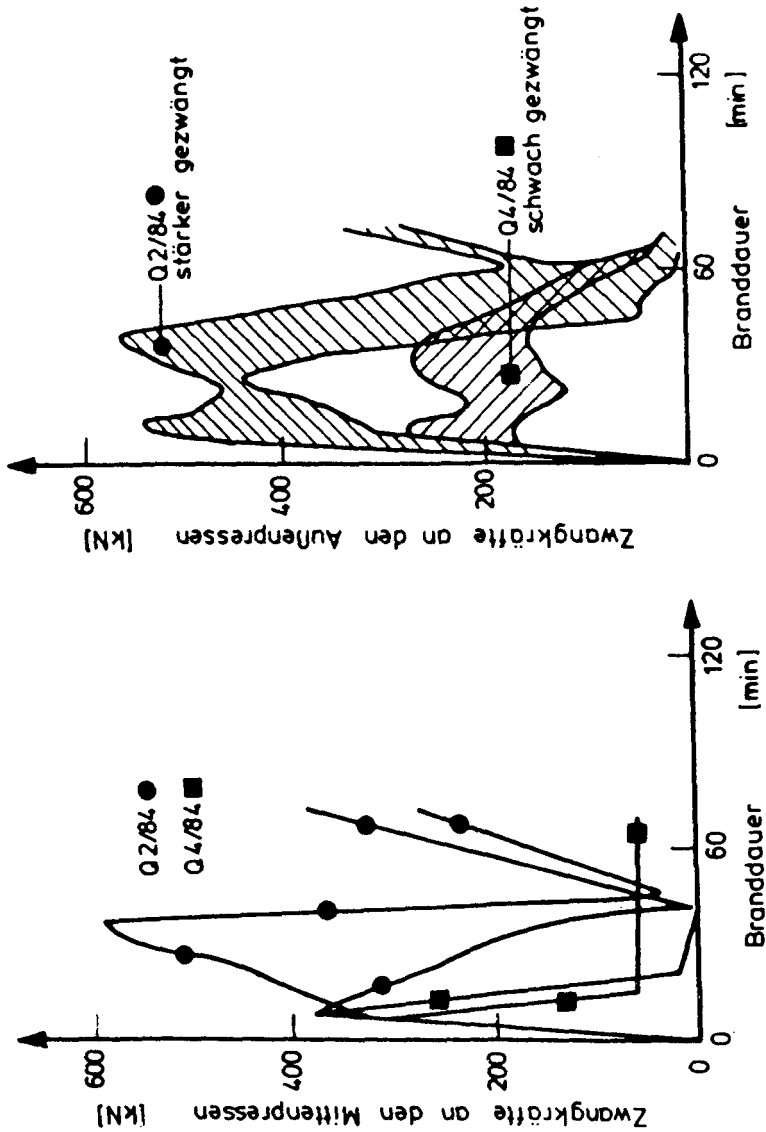 Zwangkräfte an den Mittenpressen [kN]
600
400
200
0
Q2/84
Q4/84
0
60
120
Branddauer [min]
Zwangkräfte an den Außenpressen [kN]
600
400
200
0
Q2/84
stärker gezwängt
Q4/84
schwach gezwängt
60
120
Branddauer [min]